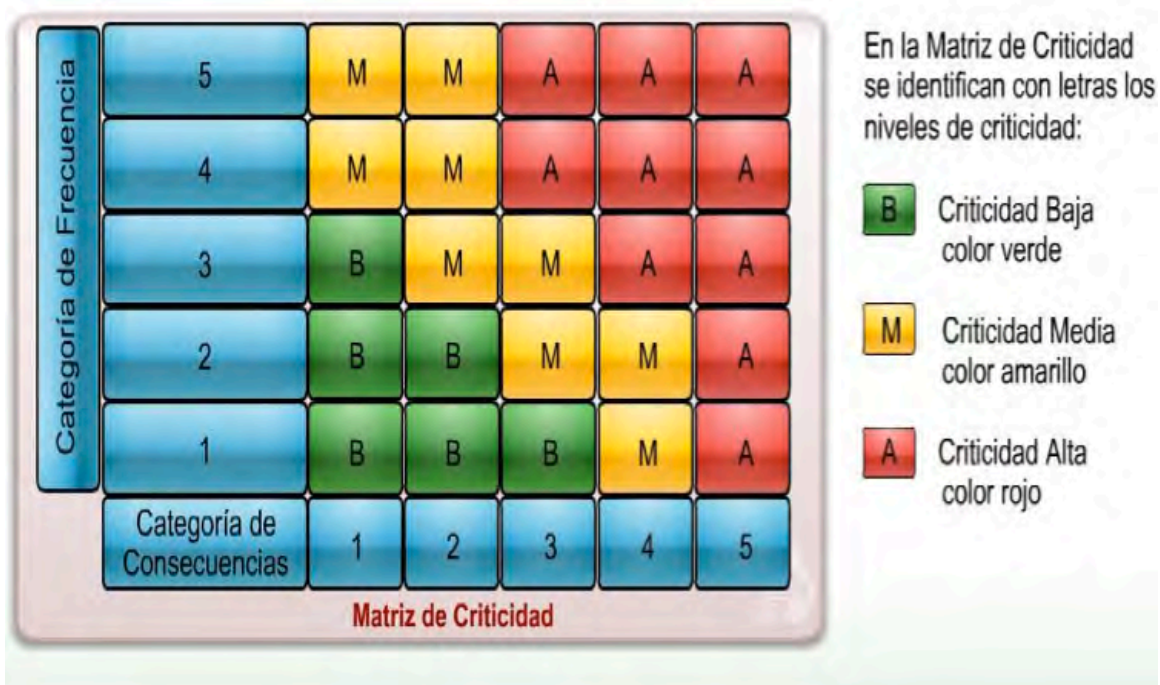 Categoría de Frecuencia
5 M M A A A
4 M M A A A
3 B M M A A
2 B B M M A
1 B B B M A
Categoría de
Consecuencias
1 2 3 4 5
Matriz de Criticidad
En la Matriz de Criticidad
se identifican con letras los
niveles de criticidad:
B Criticidad Baja
color verde
M Criticidad Media
color amarillo
A Criticidad Alta
color rojo